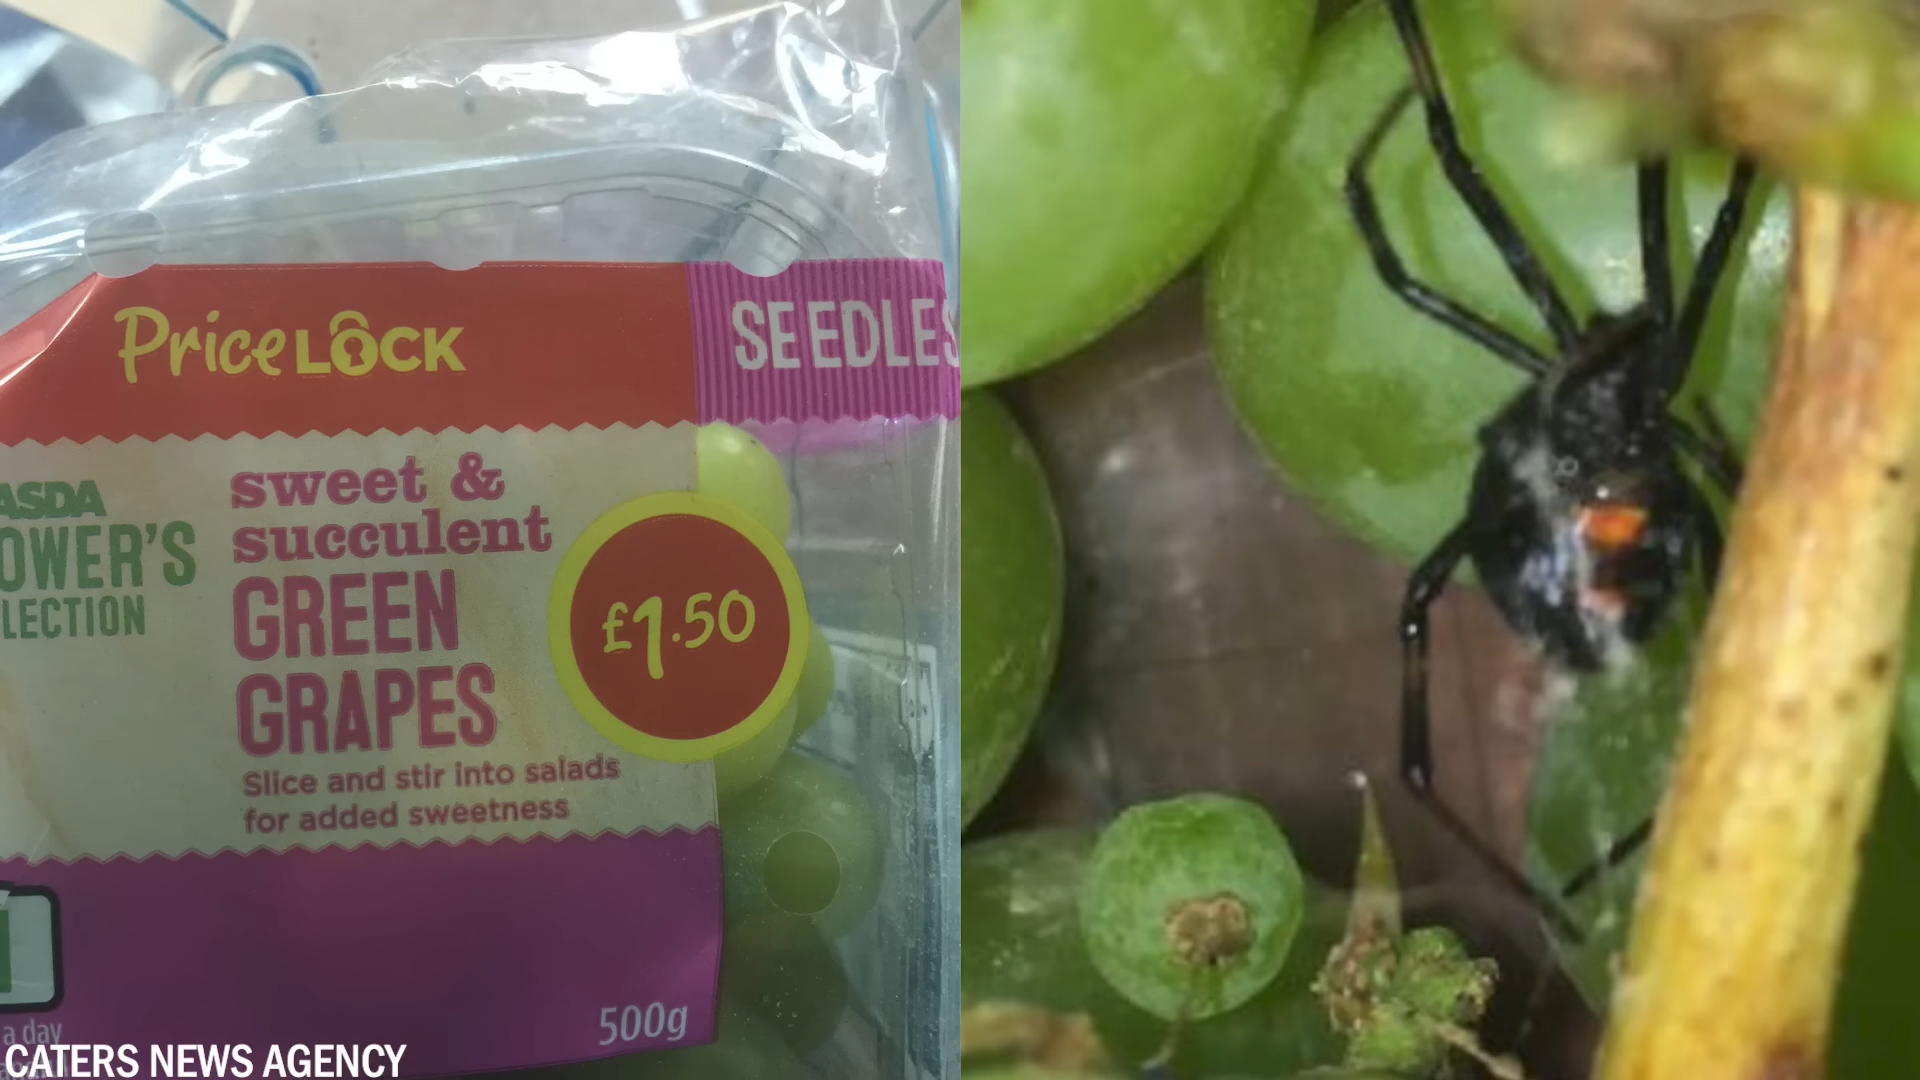 PriceLOCK
SEEDLES
ASDA
OWER'S
LECTION
sweet &
succulent
GREEN
GRAPES
£1.50
Slice and stir into salads
for added sweetness
500g
a day
CATERS NEWS AGENCY